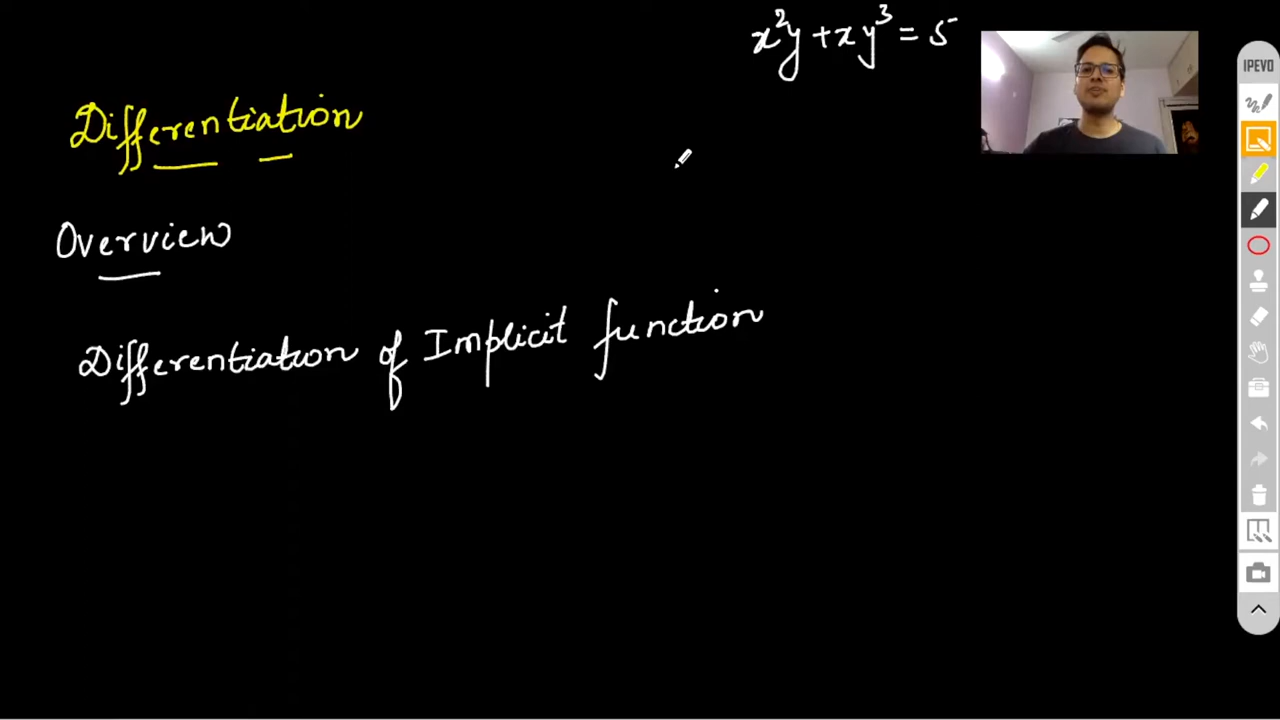 x²y + xy³ = 5
IPEVO
Differentiation
Overview
Differentiation of Implicit function